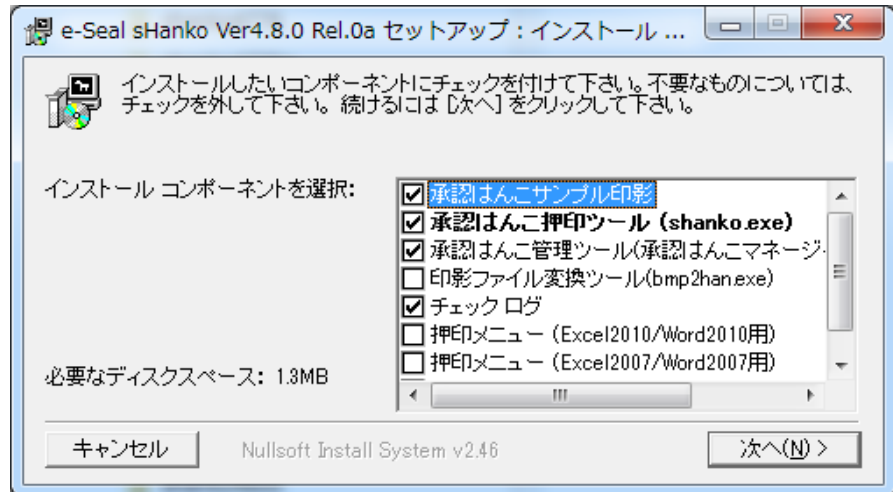 e-Seal sHanko Ver4.8.0 Rel.0a セットアップ：インストール ...
インストールしたいコンポーネントにチェックを付けて下さい。不要なものについては、
チェックを外して下さい。続けるには [次へ] をクリックして下さい。
インストール コンポーネントを選択:
承認はんこサンプル印影
承認はんこ押印ツール (shanko.exe)
承認はんこ管理ツール(承認はんこマネージ
印影ファイル変換ツール(bmp2han.exe)
チェック ログ
押印メニュー (Excel2010/Word2010用)
押印メニュー (Excel2007/Word2007用)
必要なディスクスペース: 1.3MB
キャンセル
Nullsoft Install System v2.46
次へ(N) >